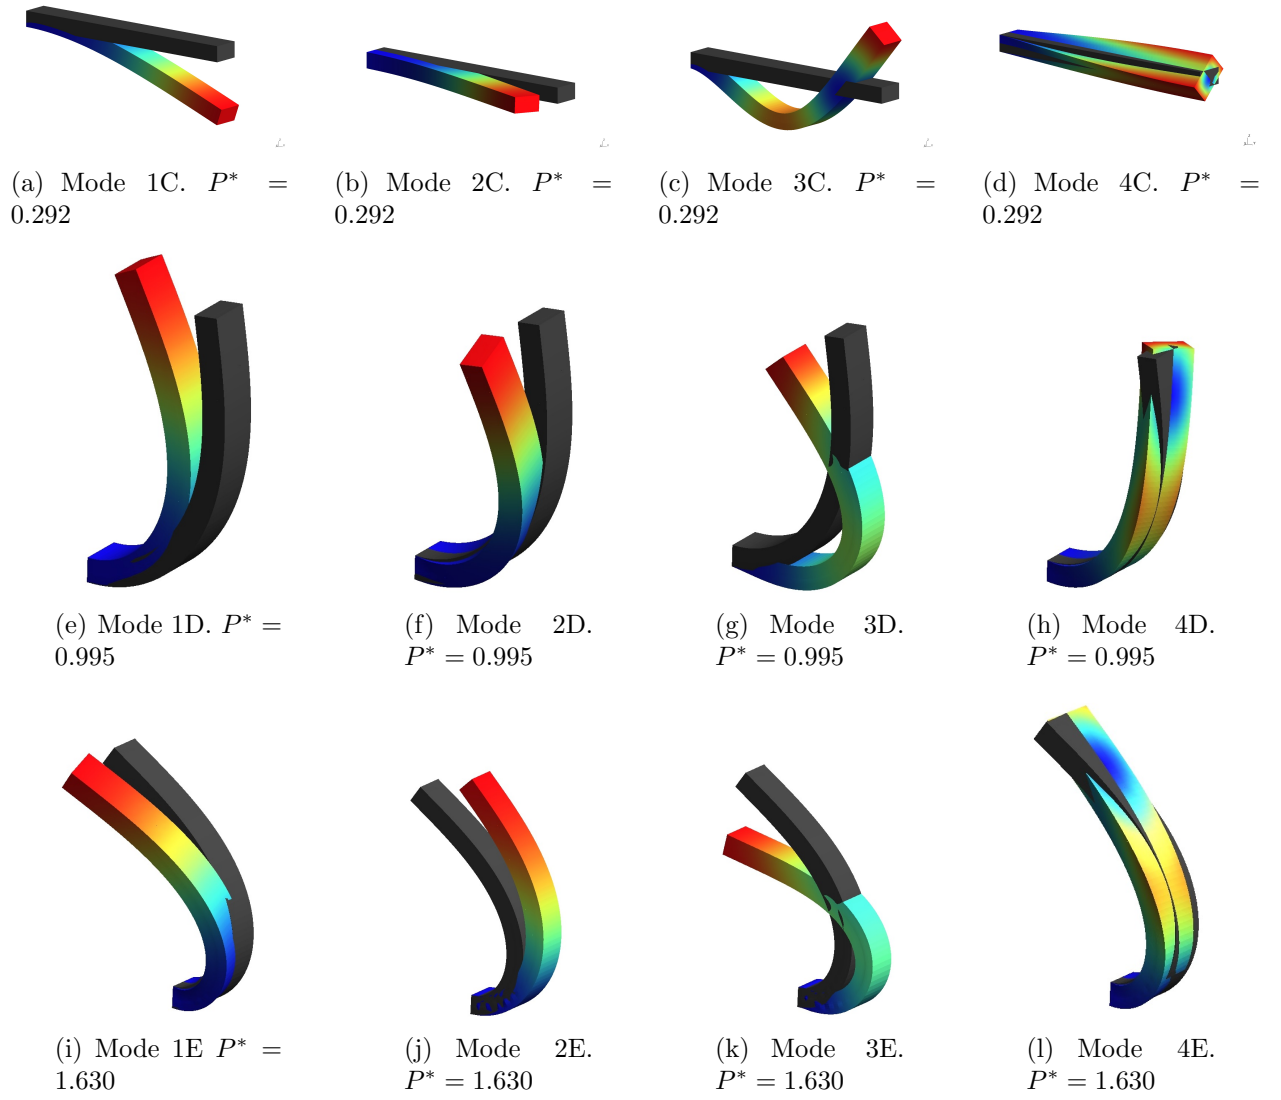 (a) Mode 1C. P* =
0.292
(b) Mode 2C. P* =
0.292
(c) Mode 3C. P* =
0.292
(d) Mode 4C. P* =
0.292
(e) Mode 1D. P* =
0.995
(f) Mode 2D.
P* = 0.995
(g) Mode 3D.
P* = 0.995
(h) Mode 4D.
P* = 0.995
(i) Mode 1E P* =
1.630
(j) Mode 2E.
P* = 1.630
(k) Mode 3E.
P* = 1.630
(l) Mode 4E.
P* = 1.630